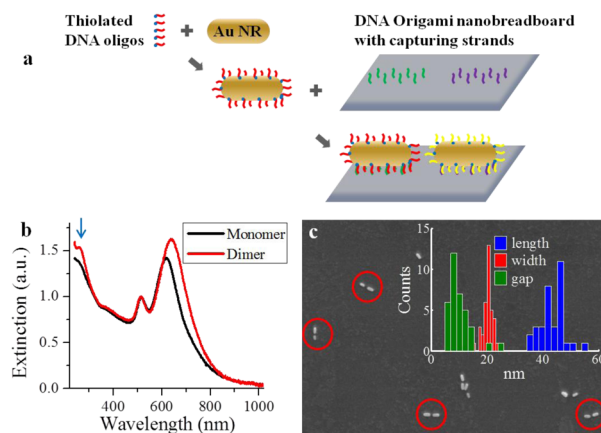 Thiolated
DNA oligos
+
Au NR
DNA Origami nanobreadboard
with capturing strands
a
+
b
Monomer
Dimer
Extinction (a.u.)
1.5
1.0
0.5
0.0
400 600 800 1000
Wavelength (nm)
c
length
width
gap
Counts
15
10
5
0
0 20 40 60
nm